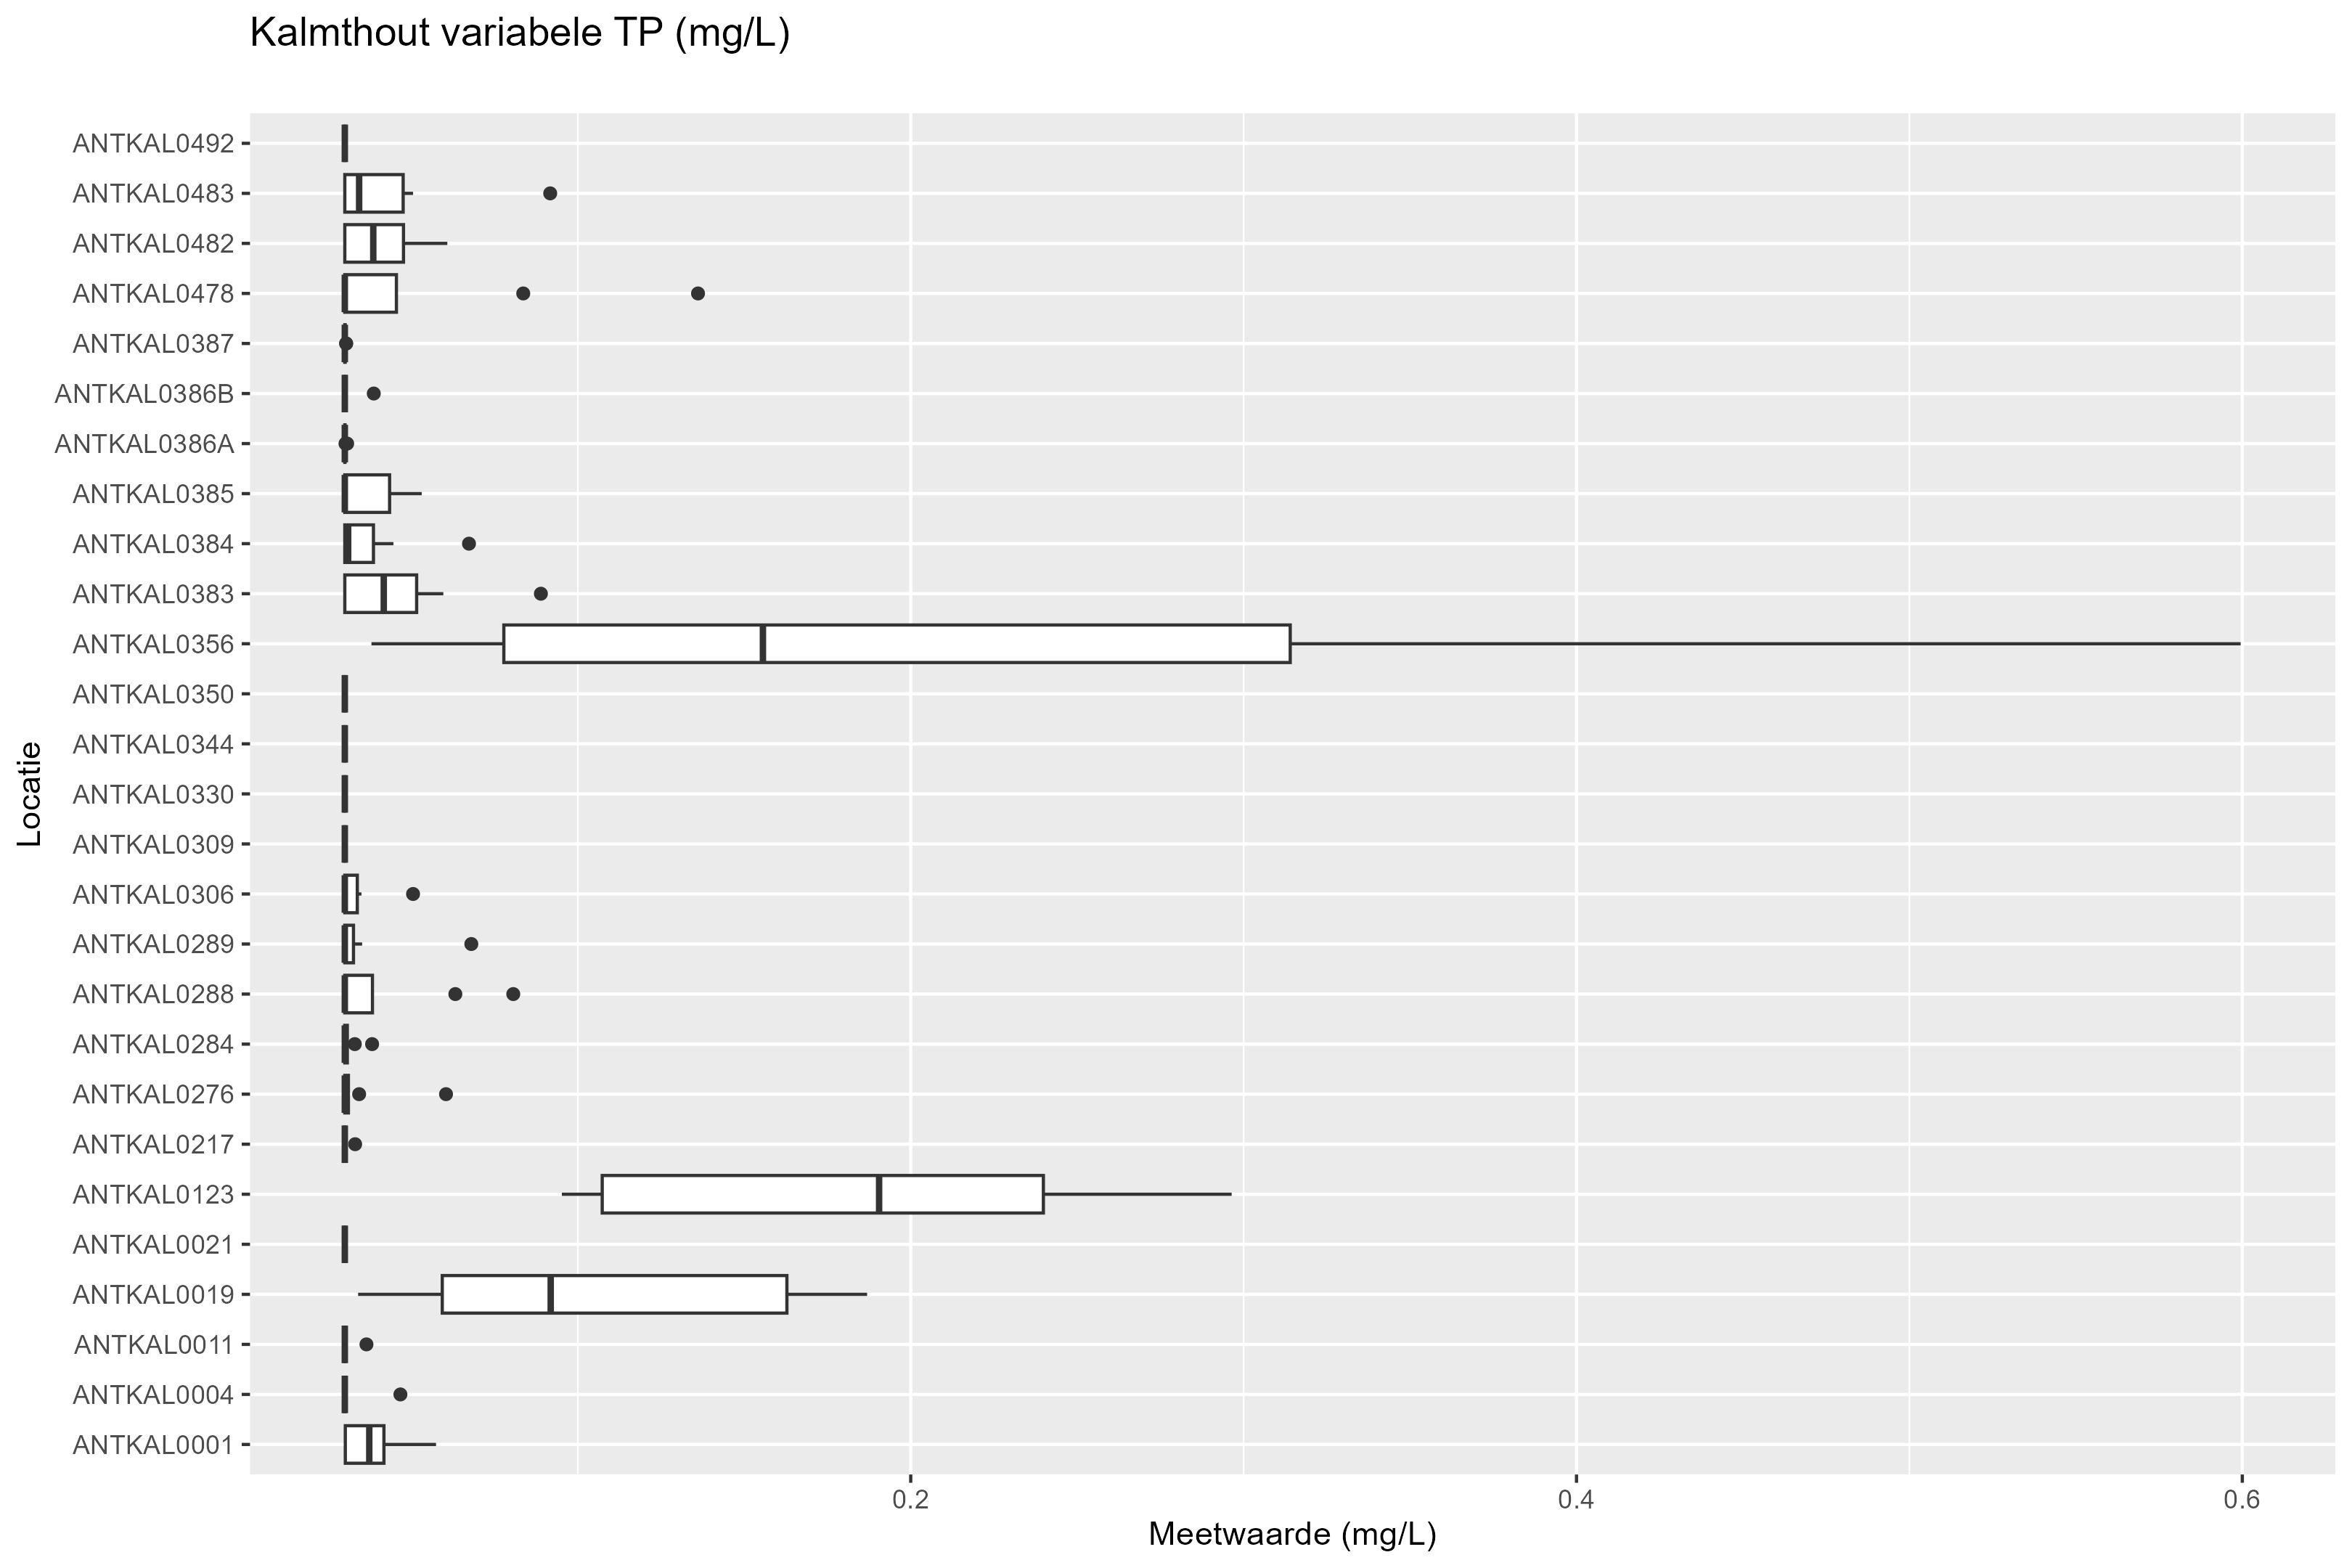 Kalmthout variabele TP (mg/L)
ANTKAL0492
ANTKAL0483
ANTKAL0482
ANTKAL0478
ANTKAL0387
ANTKAL0386B
ANTKAL0386A
ANTKAL0385
ANTKAL0384
ANTKAL0383
ANTKAL0356
ANTKAL0350
ANTKAL0344
ANTKAL0330
ANTKAL0309
ANTKAL0306
ANTKAL0289
ANTKAL0288
ANTKAL0284
ANTKAL0276
ANTKAL0217
ANTKAL0123
ANTKAL0021
ANTKAL0019
ANTKAL0011
ANTKAL0004
ANTKAL0001
Locatie
0.2 0.4 0.6
Meetwaarde (mg/L)